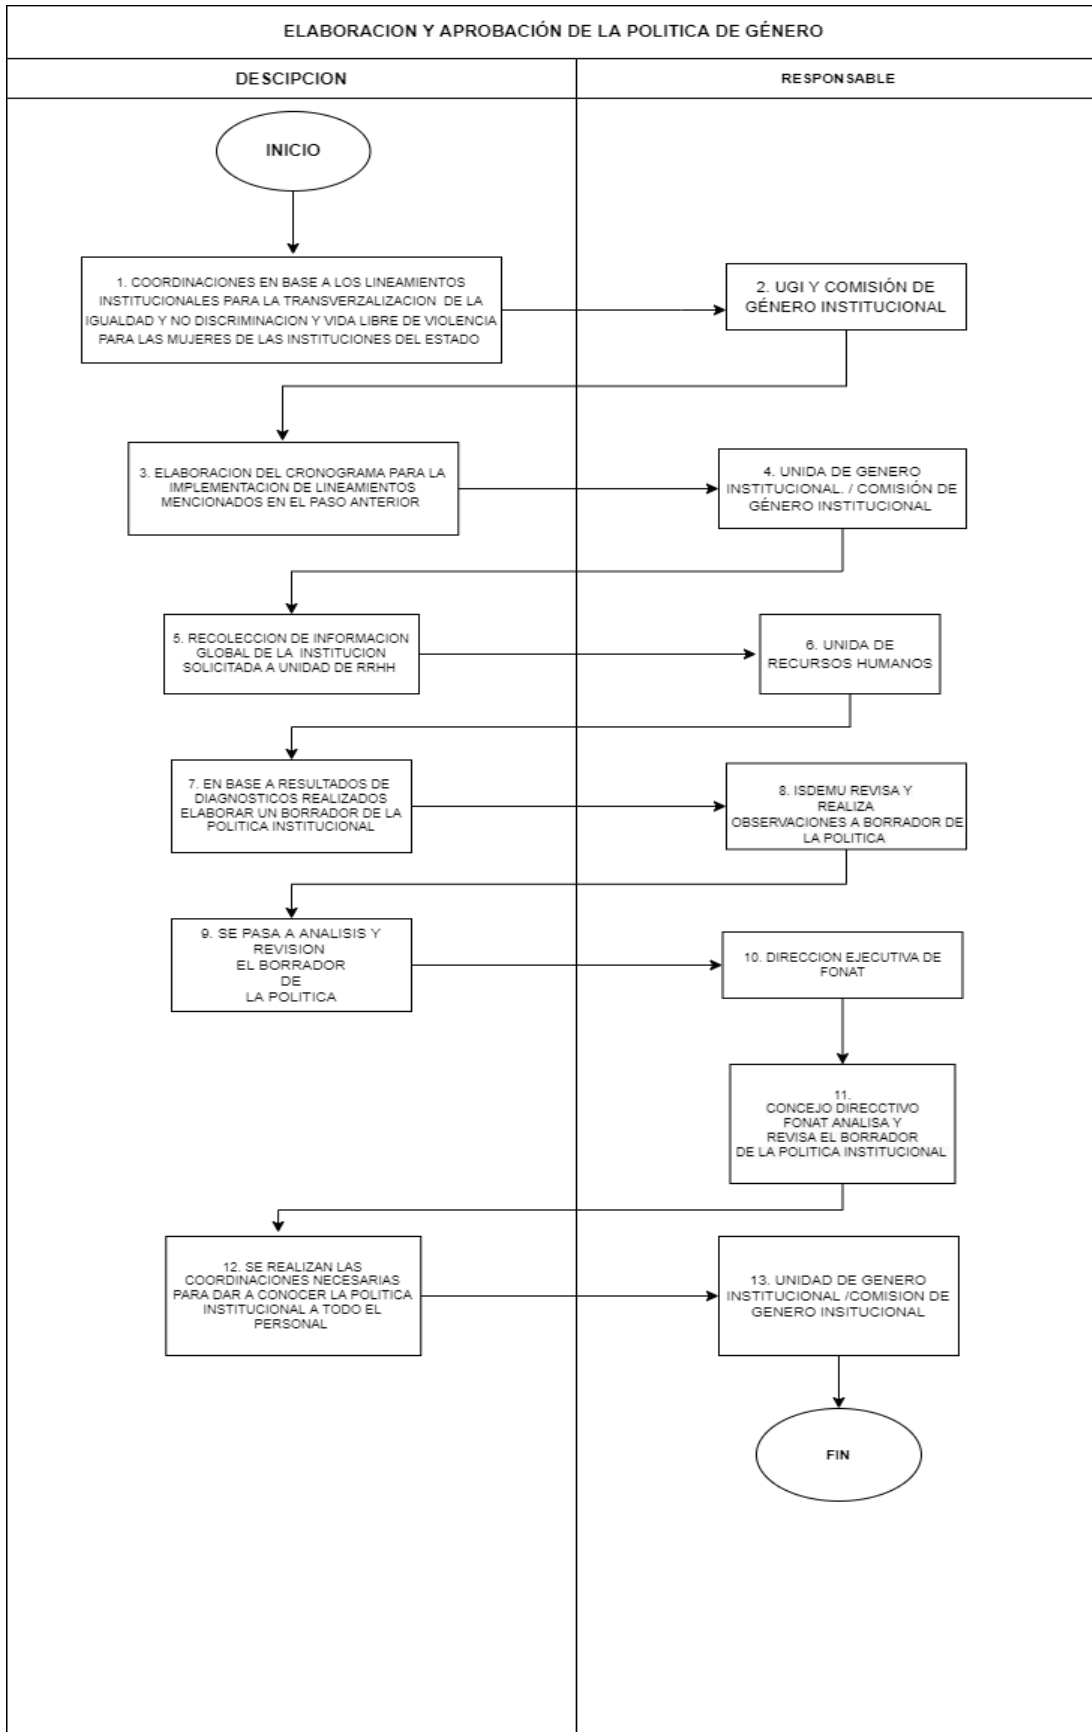 ELABORACION Y APROBACIÓN DE LA POLITICA DE GÉNERO
DESCIPCION
RESPONSABLE
INICIO
1. COORDINACIONES EN BASE A LOS LINEAMIENTOS
INSTITUCIONALES PARA LA TRANSVERZALIZACION DE LA
IGUALDAD Y NO DISCRIMINACION Y VIDA LIBRE DE VIOLENCIA
PARA LAS MUJERES DE LAS INSTITUCIONES DEL ESTADO
2. UGI Y COMISIÓN DE
GÉNERO INSTITUCIONAL
3. ELABORACION DEL CRONOGRAMA PARA LA
IMPLEMENTACION DE LINEAMIENTOS
MENCIONADOS EN EL PASO ANTERIOR
4. UNIDA DE GENERO
INSTITUCIONAL. / COMISIÓN DE
GÉNERO INSTITUCIONAL
5. RECOLECCION DE INFORMACION
GLOBAL DE LA INSTITUCION
SOLICITADA A UNIDAD DE RRHH
6. UNIDA DE
RECURSOS HUMANOS
7. EN BASE A RESULTADOS DE
DIAGNOSTICOS REALIZADOS
ELABORAR UN BORRADOR DE LA
POLITICA INSTITUCIONAL
8. ISDEMU REVISA Y
REALIZA
OBSERVACIONES A BORRADOR DE
LA POLITICA
9. SE PASA A ANALISIS Y
REVISION
EL BORRADOR
DE
LA POLITICA
10. DIRECCION EJECUTIVA DE
FONAT
11.
CONCEJO DIRECCTIVO
FONAT ANALISA Y
REVISA EL BORRADOR
DE LA POLITICA INSTITUCIONAL
12. SE REALIZAN LAS
COORDINACIONES NECESARIAS
PARA DAR A CONOCER LA POLITICA
INSTITUCIONAL A TODO EL
PERSONAL
13. UNIDAD DE GENERO
INSTITUCIONAL /COMISION DE
GENERO INSITUCIONAL
FIN